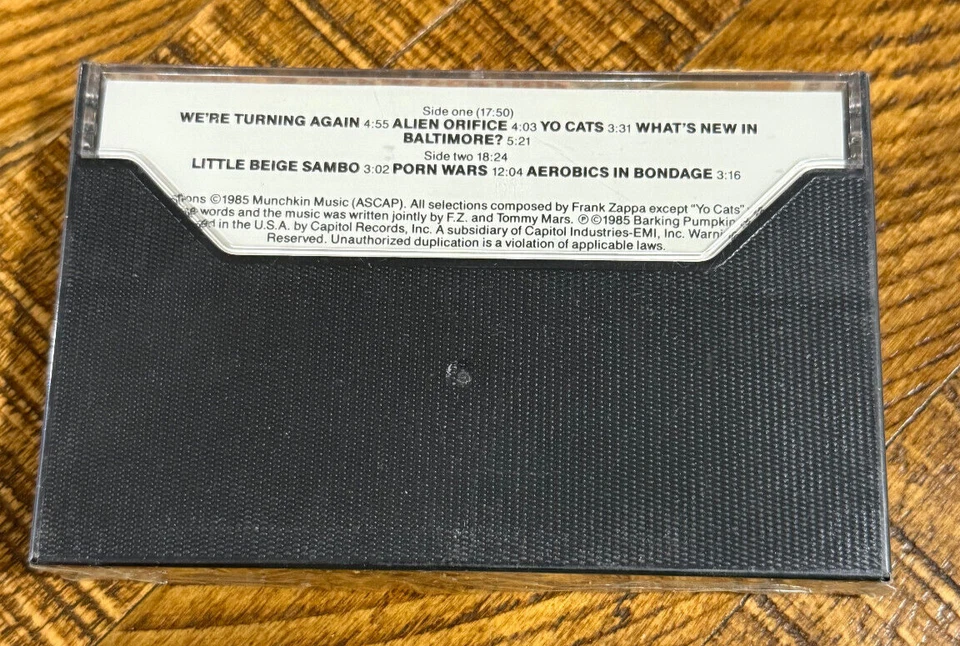 Side one (17:50)
WE'RE TURNING AGAIN 4:55 ALIEN ORIFICE 4:03 YO CATS 3:31 WHAT'S NEW IN
BALTIMORE? 5:21
Side two 18:24
LITTLE BEIGE SAMBO 3:02 PORN WARS 12:04 AEROBICS IN BONDAGE 3:16
©1985 Munchkin Music (ASCAP). All selections composed by Frank Zappa except "Yo Cats"
words and the music was written jointly by F.Z. and Tommy Mars. ℗©1985 Barking Pumpkin
in the U.S.A. by Capitol Records, Inc. A subsidiary of Capitol Industries-EMI, Inc.
Reserved. Unauthorized duplication is a violation of applicable laws.